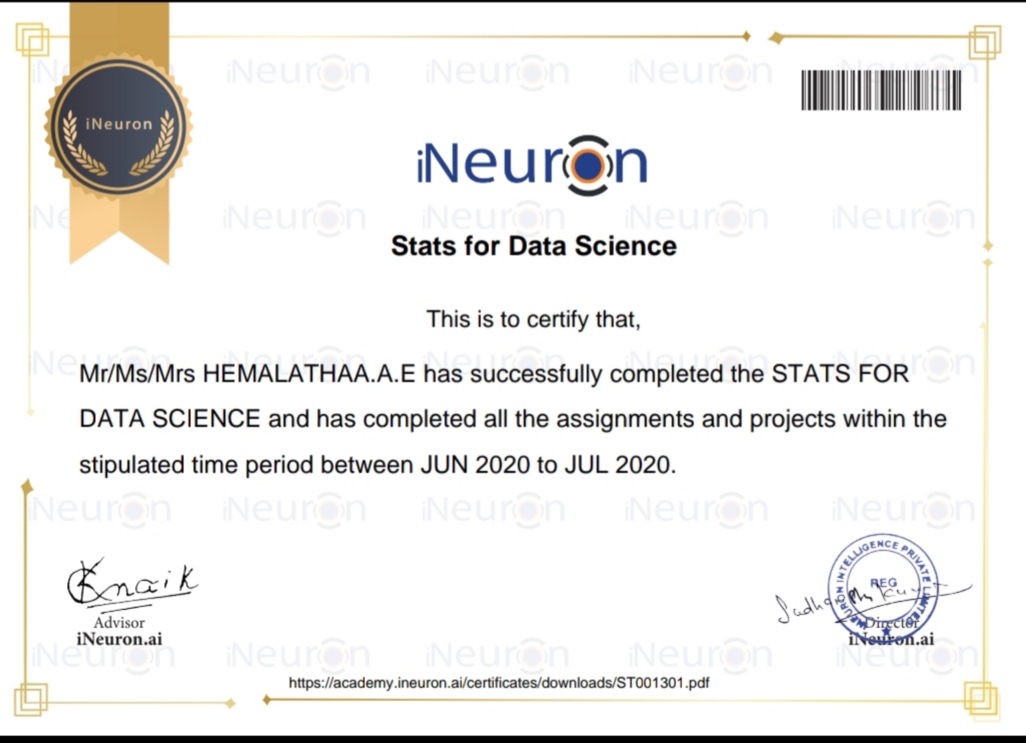 iNeuron
iNeuron
Stats for Data Science
This is to certify that,
Mr/Ms/Mrs HEMALATHAA.A.E has successfully completed the STATS FOR
DATA SCIENCE and has completed all the assignments and projects within the
stipulated time period between JUN 2020 to JUL 2020.
Knaik
Advisor
iNeuron.ai
INEURON INTELLIGENCE PRIVATE LIMITED
REG
Director
iNeuron.ai
https://academy.ineuron.ai/certificates/downloads/ST001301.pdf